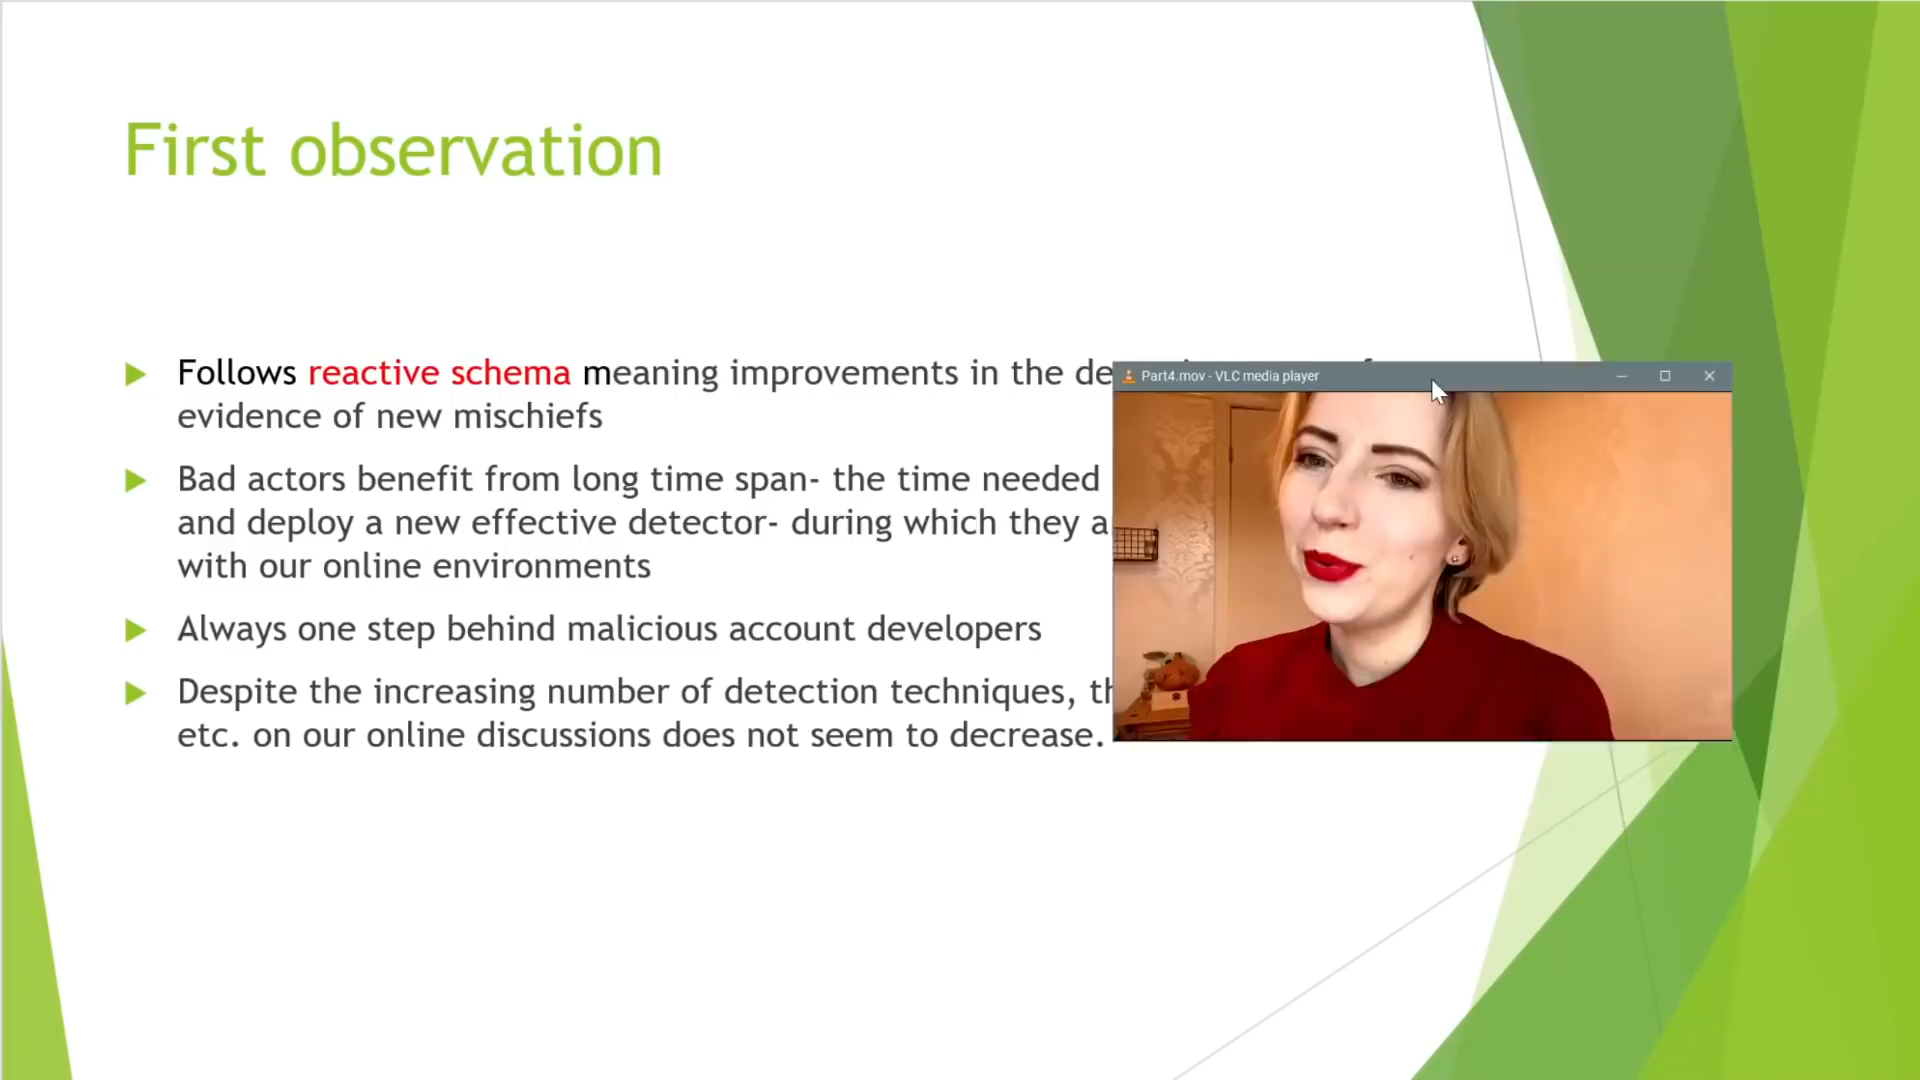 First observation
Follows reactive schema meaning improvements in the
evidence of new mischiefs
Bad actors benefit from long time span- the time needed
and deploy a new effective detector- during which they
with our online environments
Always one step behind malicious account developers
Despite the increasing number of detection techniques,
etc. on our online discussions does not seem to decrease.
Part4.mov - VLC media player